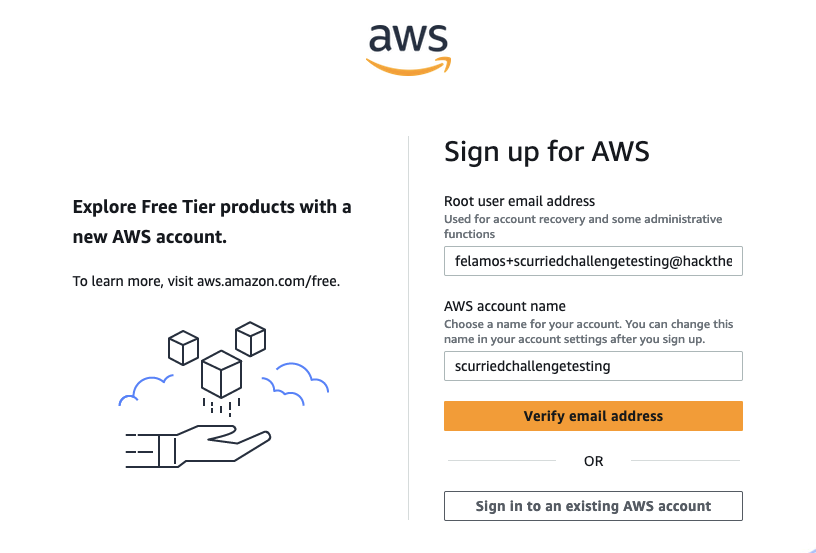 aws
Explore Free Tier products with a
new AWS account.
To learn more, visit aws.amazon.com/free.
Sign up for AWS
Root user email address
Used for account recovery and some administrative
functions
felamos+scurriedchallengetesting@hackthe
AWS account name
Choose a name for your account. You can change this
name in your account settings after you sign up.
scurriedchallengetesting
Verify email address
OR
Sign in to an existing AWS account